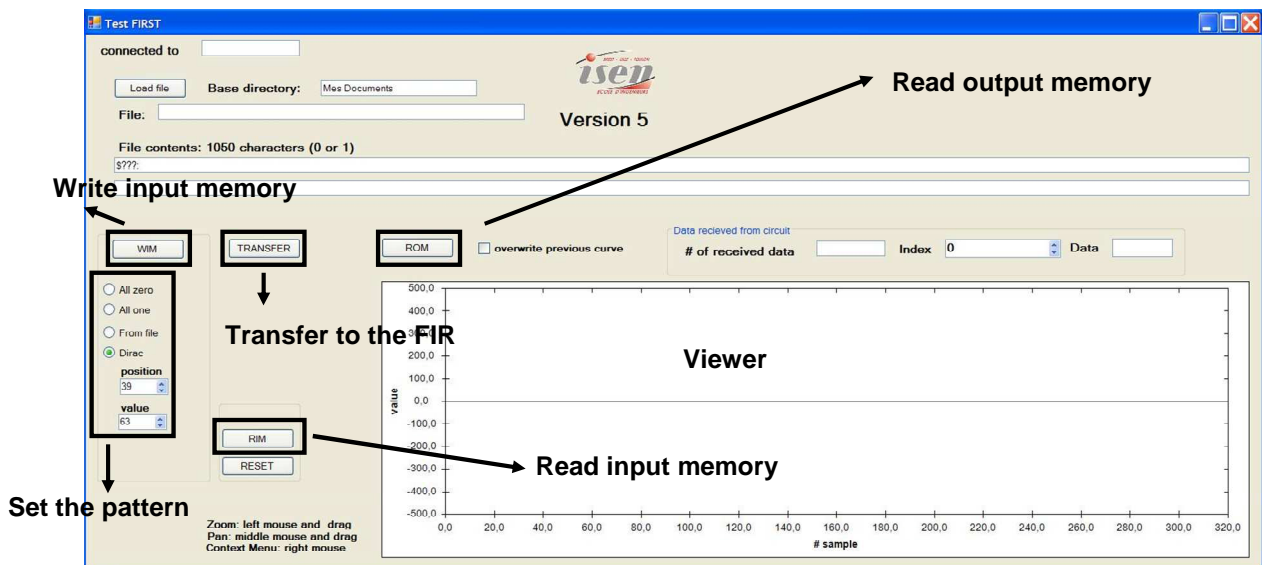 Test FIRST
connected to
isen
Version 5
Load file
Base directory:
Mes Documents
Read output memory
File:
File contents: 1050 characters (0 or 1)
$???:
Write input memory
WIM
TRANSFER
ROM
overwrite previous curve
Data recieved from circuit
# of received data
Index
0
Data
All zero
All one
From file
Dirac
position
39
value
63
Transfer to the FIR
RIM
RESET
Read input memory
Set the pattern
Zoom: left mouse and drag
Pan: middle mouse and drag
Context Menu: right mouse
Viewer
500,0
400,0
200,0
100,0
0,0
-100,0
-200,0
-300,0
-400,0
-500,0
value
0,0 20,0 40,0 60,0 80,0 100,0 120,0 140,0 160,0 180,0 200,0 220,0 240,0 260,0 280,0 300,0 320,0
# sample